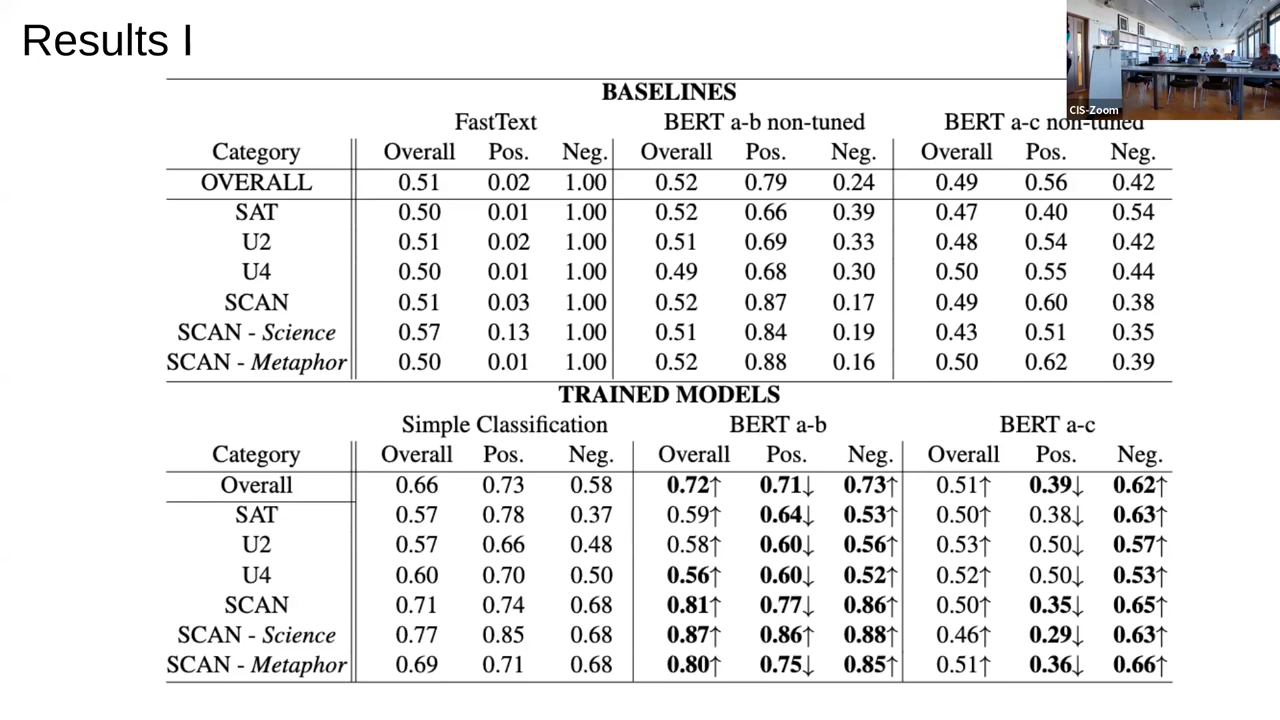 Results I
CIS-Zoom
BASELINES
FastText BERT a-b non-tuned BERT a-c non-tuned
Category Overall Pos. Neg. Overall Pos. Neg. Overall Pos. Neg.
OVERALL 0.51 0.02 1.00 0.52 0.79 0.24 0.49 0.56 0.42
SAT 0.50 0.01 1.00 0.52 0.66 0.39 0.47 0.40 0.54
U2 0.51 0.02 1.00 0.51 0.69 0.33 0.48 0.54 0.42
U4 0.50 0.01 1.00 0.49 0.68 0.30 0.50 0.55 0.44
SCAN 0.51 0.03 1.00 0.52 0.87 0.17 0.49 0.60 0.38
SCAN - Science 0.57 0.13 1.00 0.51 0.84 0.19 0.43 0.51 0.35
SCAN - Metaphor 0.50 0.01 1.00 0.52 0.88 0.16 0.50 0.62 0.39
TRAINED MODELS
Simple Classification BERT a-b BERT a-c
Category Overall Pos. Neg. Overall Pos. Neg. Overall Pos. Neg.
Overall 0.66 0.73 0.58 0.72↑ 0.71↓ 0.73↑ 0.51↑ 0.39↓ 0.62↑
SAT 0.57 0.78 0.37 0.59↑ 0.64↓ 0.53↑ 0.50↑ 0.38↓ 0.63↑
U2 0.57 0.66 0.48 0.58↑ 0.60↓ 0.56↑ 0.53↑ 0.50↓ 0.57↑
U4 0.60 0.70 0.50 0.56↑ 0.60↓ 0.52↑ 0.52↑ 0.50↓ 0.53↑
SCAN 0.71 0.74 0.68 0.81↑ 0.77↓ 0.86↑ 0.50↑ 0.35↓ 0.65↑
SCAN - Science 0.77 0.85 0.68 0.87↑ 0.86↑ 0.88↑ 0.46↑ 0.29↓ 0.63↑
SCAN - Metaphor 0.69 0.71 0.68 0.80↑ 0.75↓ 0.85↑ 0.51↑ 0.36↓ 0.66↑